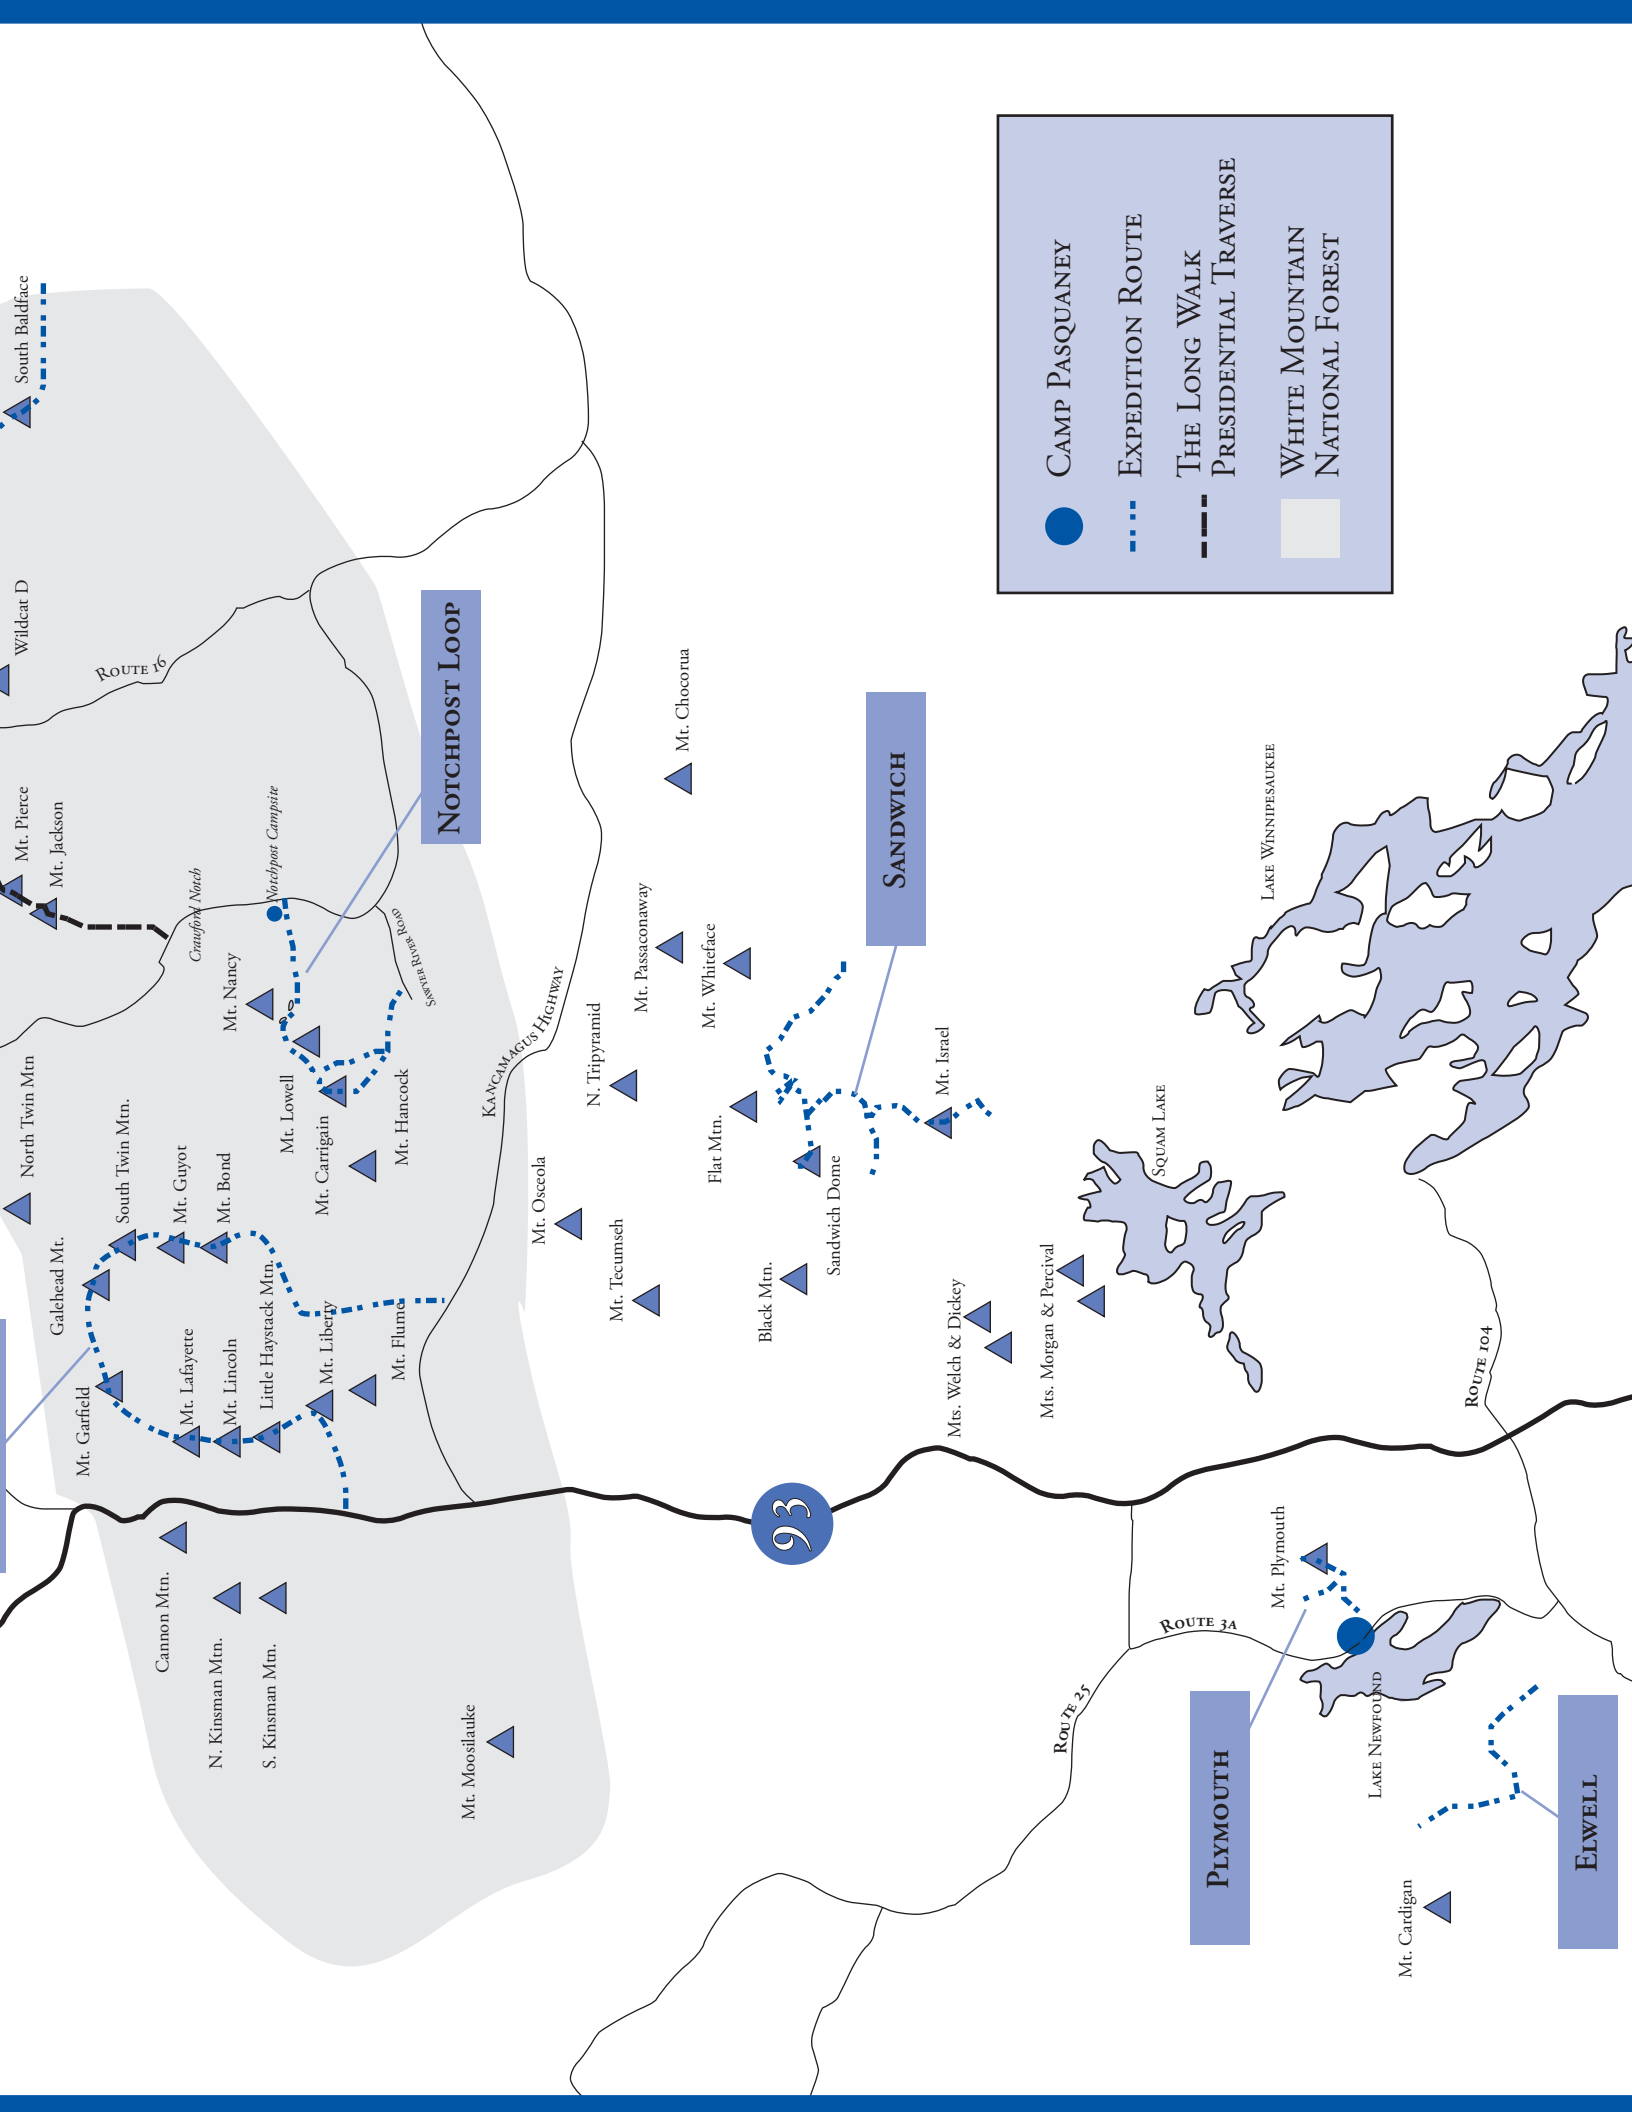 South Baldface
Wildcat D
Route 16
Mt. Pierce
Mt. Jackson
Crawford Notch
Notchpost Campsite
Notchpost Loop
Mt. Nancy
Sawyer River Road
Mt. Lowell
Mt. Carrigain
Mt. Hancock
Kancamagus Highway
North Twin Mtn
South Twin Mtn.
Galehead Mt.
Mt. Guyot
Mt. Bond
Mt. Garfield
Mt. Lafayette
Mt. Lincoln
Little Haystack Mtn.
Mt. Liberty
Mt. Flume
Cannon Mtn.
N. Kinsman Mtn.
S. Kinsman Mtn.
Mt. Moosilauke
Mt. Chocorua
Mt. Passaconaway
Mt. Whiteface
N. Tripyramid
Mt. Osceola
Mt. Tecumseh
Flat Mtn.
Sandwich
Sandwich Dome
Black Mtn.
Mt. Israel
Mts. Welch & Dickey
Mts. Morgan & Percival
Squam Lake
Lake Winnipesaukee
93
Route 104
Route 3A
Route 25
Mt. Plymouth
Plymouth
Lake Newfound
Elwell
Mt. Cardigan
Camp Pasquaney
Expedition Route
The Long Walk
Presidential Traverse
White Mountain
National Forest